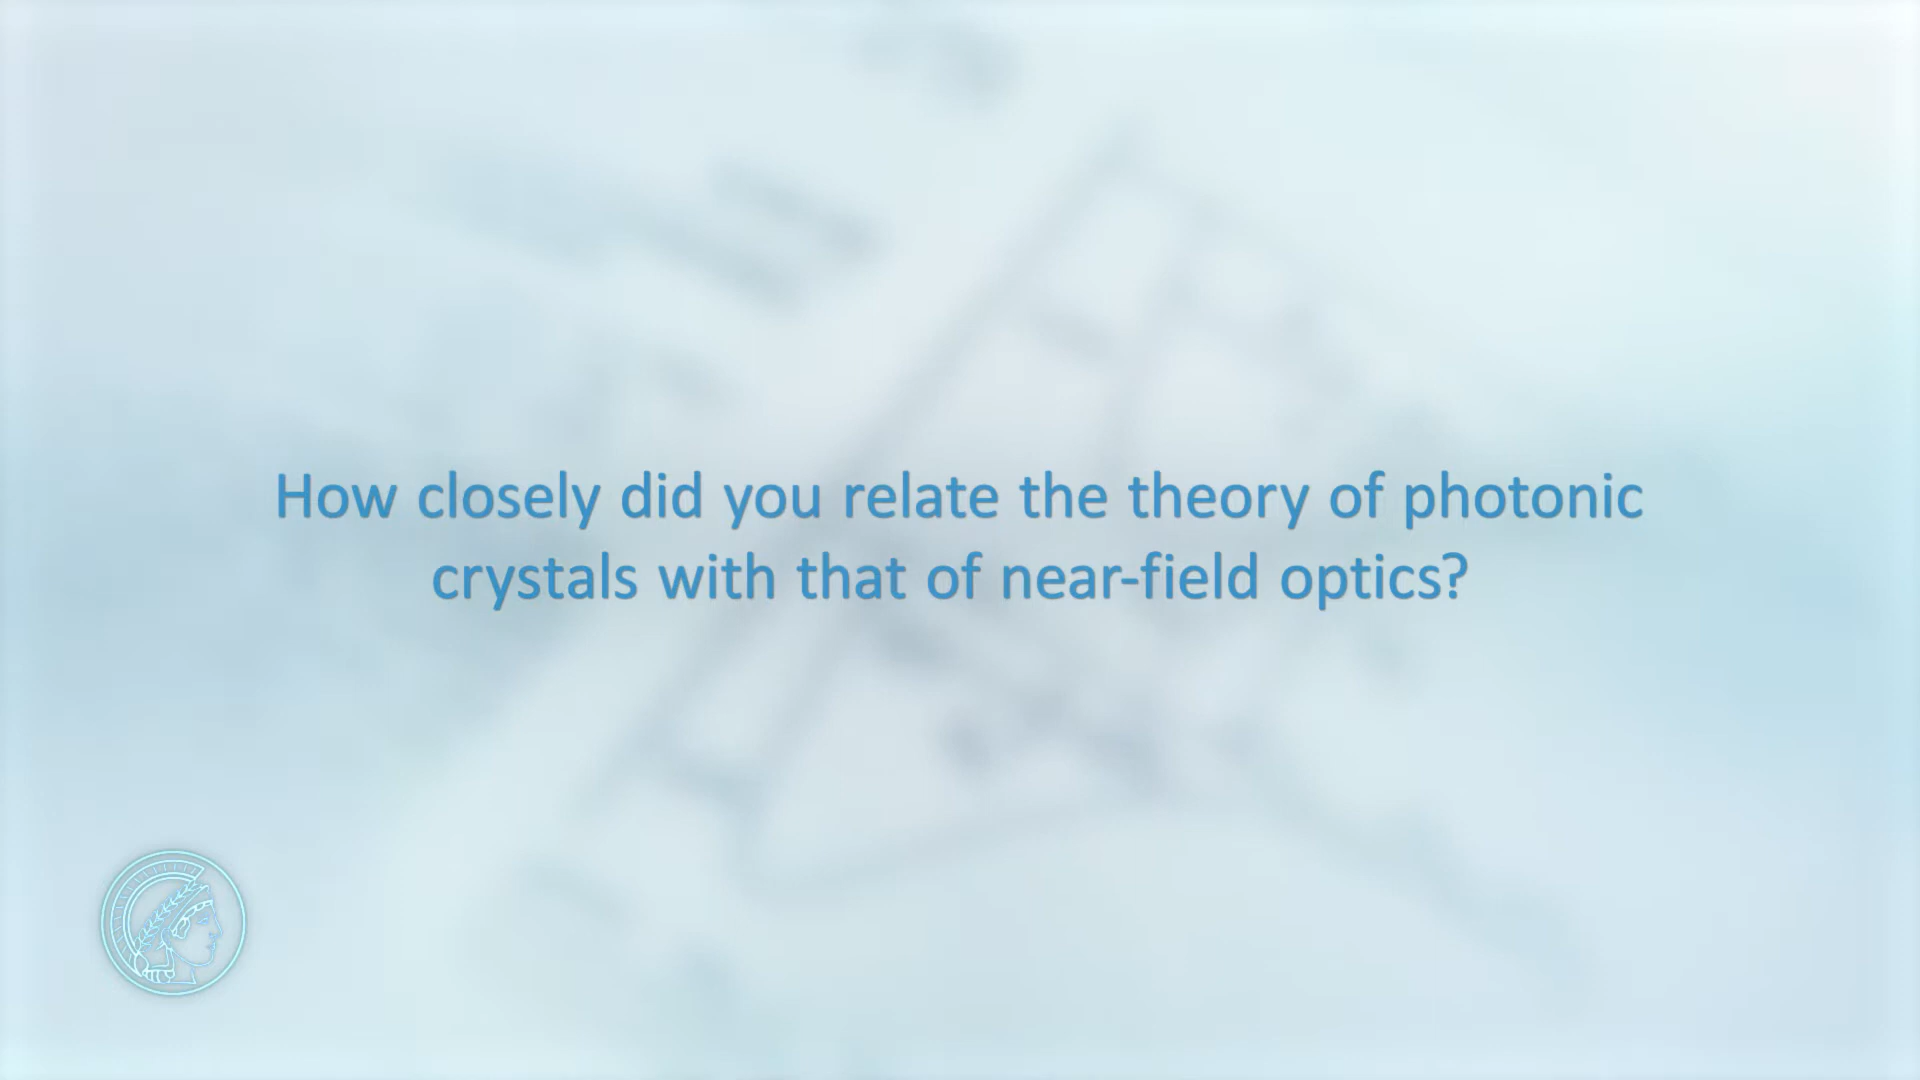 How closely did you relate the theory of photonic
crystals with that of near-field optics?